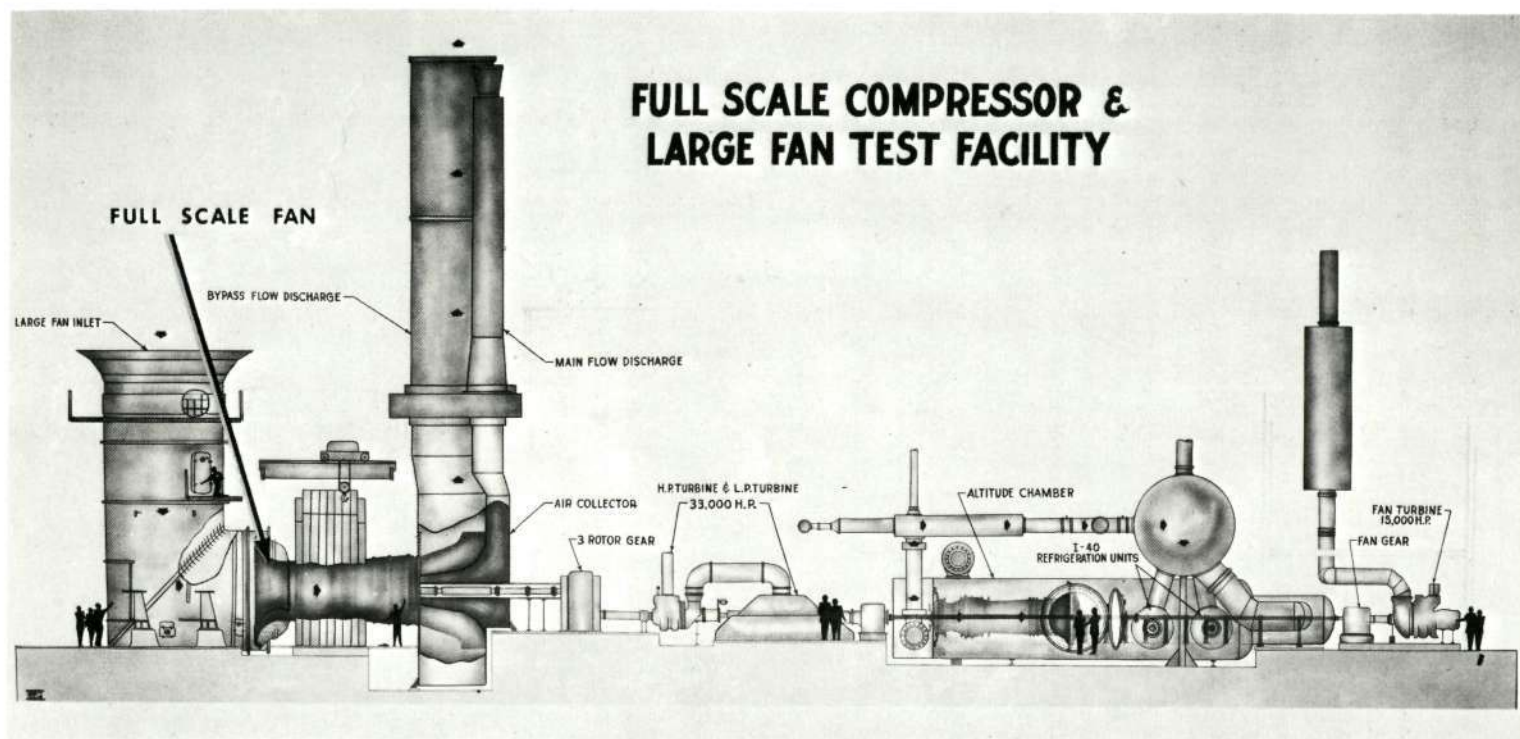 FULL SCALE COMPRESSOR &
LARGE FAN TEST FACILITY
FULL SCALE FAN
BYPASS FLOW DISCHARGE
LARGE FAN INLET
MAIN FLOW DISCHARGE
H.P. TURBINE & L.P. TURBINE
33,000 H.P.
AIR COLLECTOR
3 ROTOR GEAR
ALTITUDE CHAMBER
I-40
REFRIGERATION UNITS
FAN TURBINE
15,000 H.P.
FAN GEAR